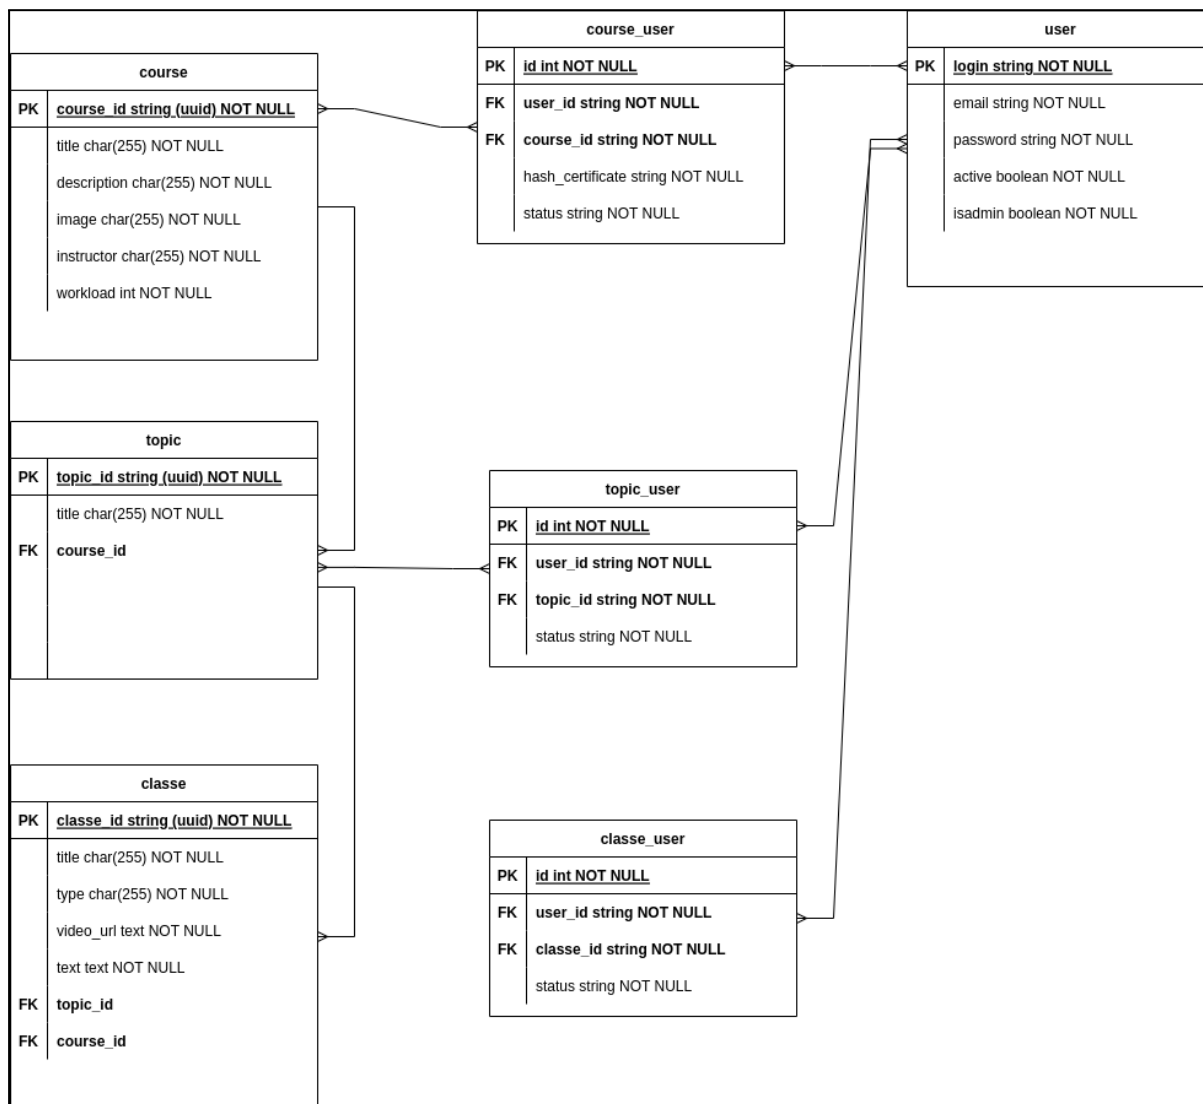 course
PK course_id string (uuid) NOT NULL
title char(255) NOT NULL
description char(255) NOT NULL
image char(255) NOT NULL
instructor char(255) NOT NULL
workload int NOT NULL
course_user
PK id int NOT NULL
FK user_id string NOT NULL
FK course_id string NOT NULL
hash_certificate string NOT NULL
status string NOT NULL
user
PK login string NOT NULL
email string NOT NULL
password string NOT NULL
active boolean NOT NULL
isadmin boolean NOT NULL
topic
PK topic_id string (uuid) NOT NULL
title char(255) NOT NULL
FK course_id
topic_user
PK id int NOT NULL
FK user_id string NOT NULL
FK topic_id string NOT NULL
status string NOT NULL
classe
PK classe_id string (uuid) NOT NULL
title char(255) NOT NULL
type char(255) NOT NULL
video_url text NOT NULL
text text NOT NULL
FK topic_id
FK course_id
classe_user
PK id int NOT NULL
FK user_id string NOT NULL
FK classe_id string NOT NULL
status string NOT NULL